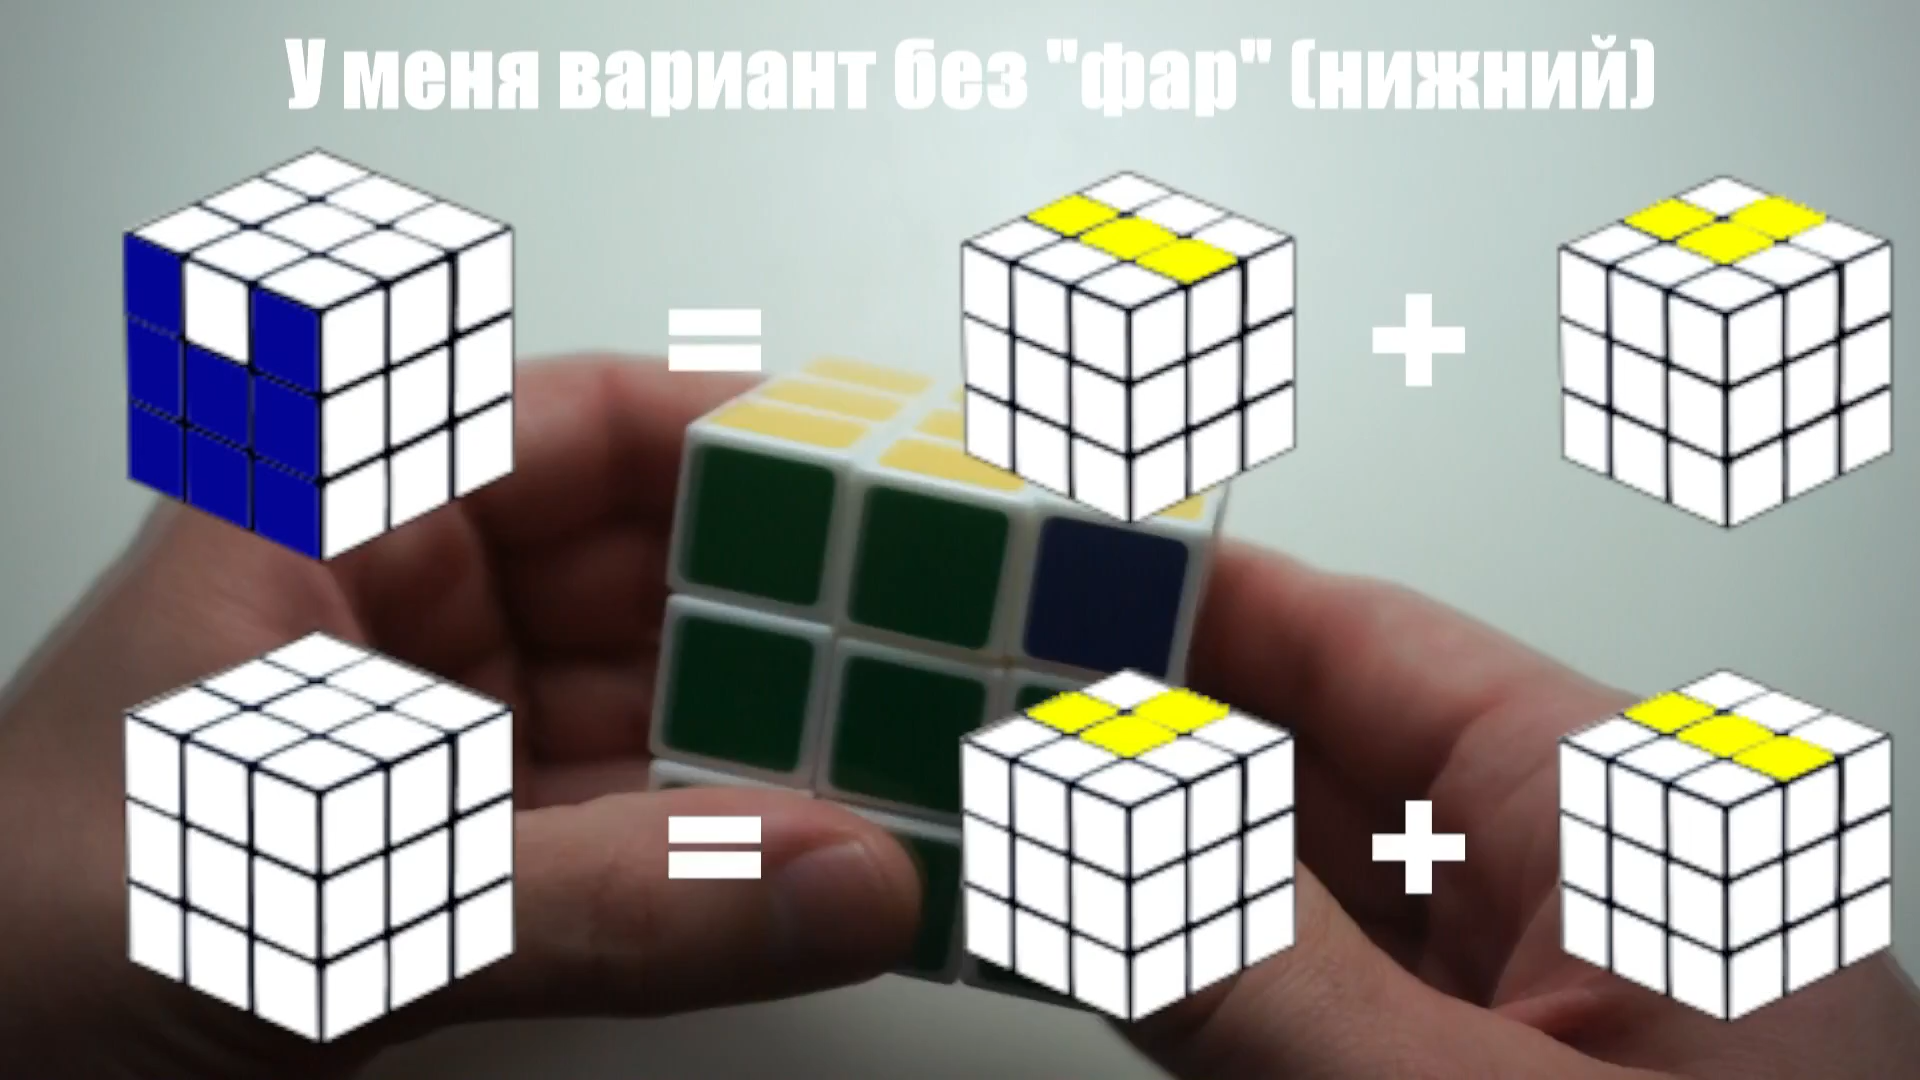 У меня вариант без "фар" (нижний)
= +
= +